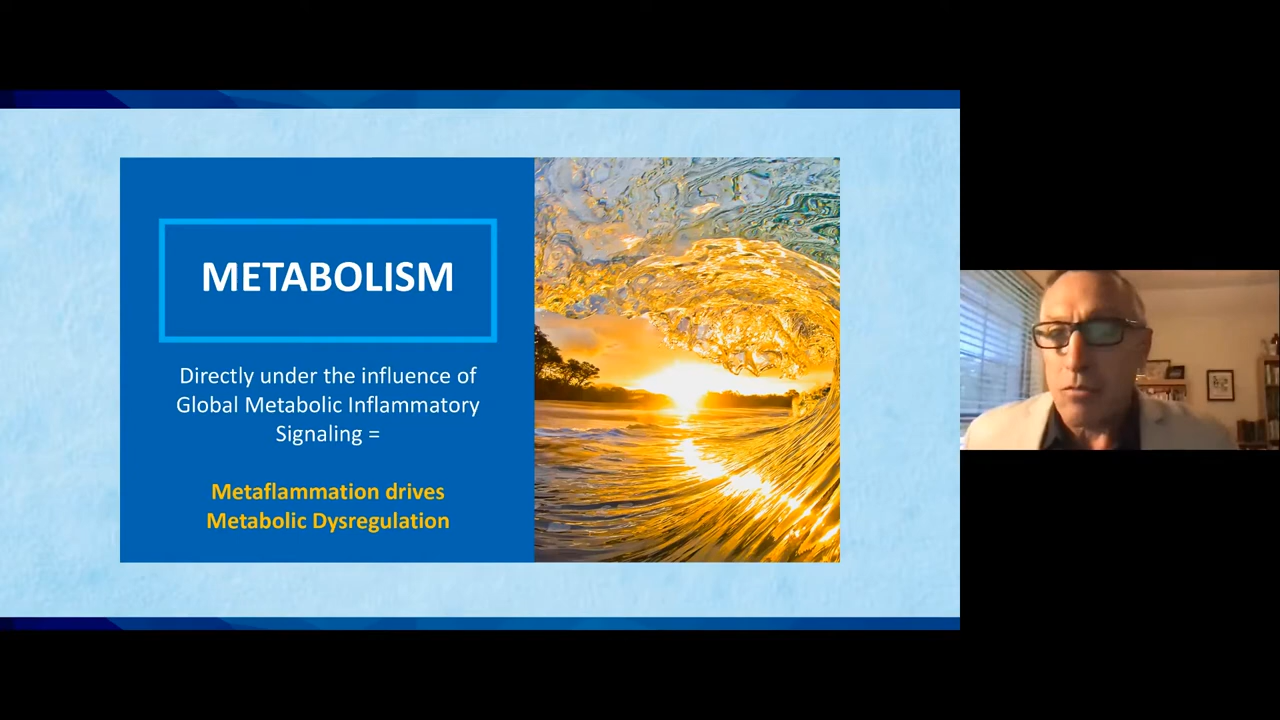 METABOLISM
Directly under the influence of
Global Metabolic Inflammatory
Signaling =
Metaflammation drives
Metabolic Dysregulation